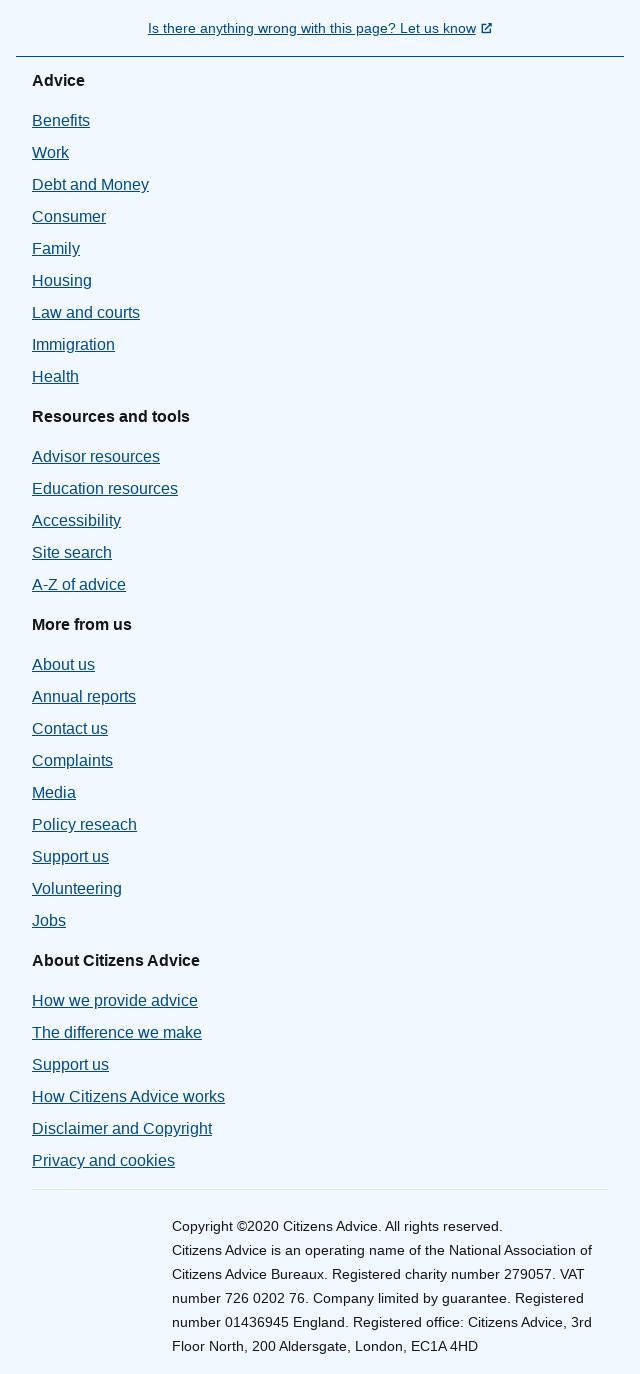 Is there anything wrong with this page? Let us know
Advice
Benefits
Work
Debt and Money
Consumer
Family
Housing
Law and courts
Immigration
Health
Resources and tools
Advisor resources
Education resources
Accessibility
Site search
A-Z of advice
More from us
About us
Annual reports
Contact us
Complaints
Media
Policy reseach
Support us
Volunteering
Jobs
About Citizens Advice
How we provide advice
The difference we make
Support us
How Citizens Advice works
Disclaimer and Copyright
Privacy and cookies
Copyright ©2020 Citizens Advice. All rights reserved.
Citizens Advice is an operating name of the National Association of
Citizens Advice Bureaux. Registered charity number 279057. VAT
number 726 0202 76. Company limited by guarantee. Registered
number 01436945 England. Registered office: Citizens Advice, 3rd
Floor North, 200 Aldersgate, London, EC1A 4HD